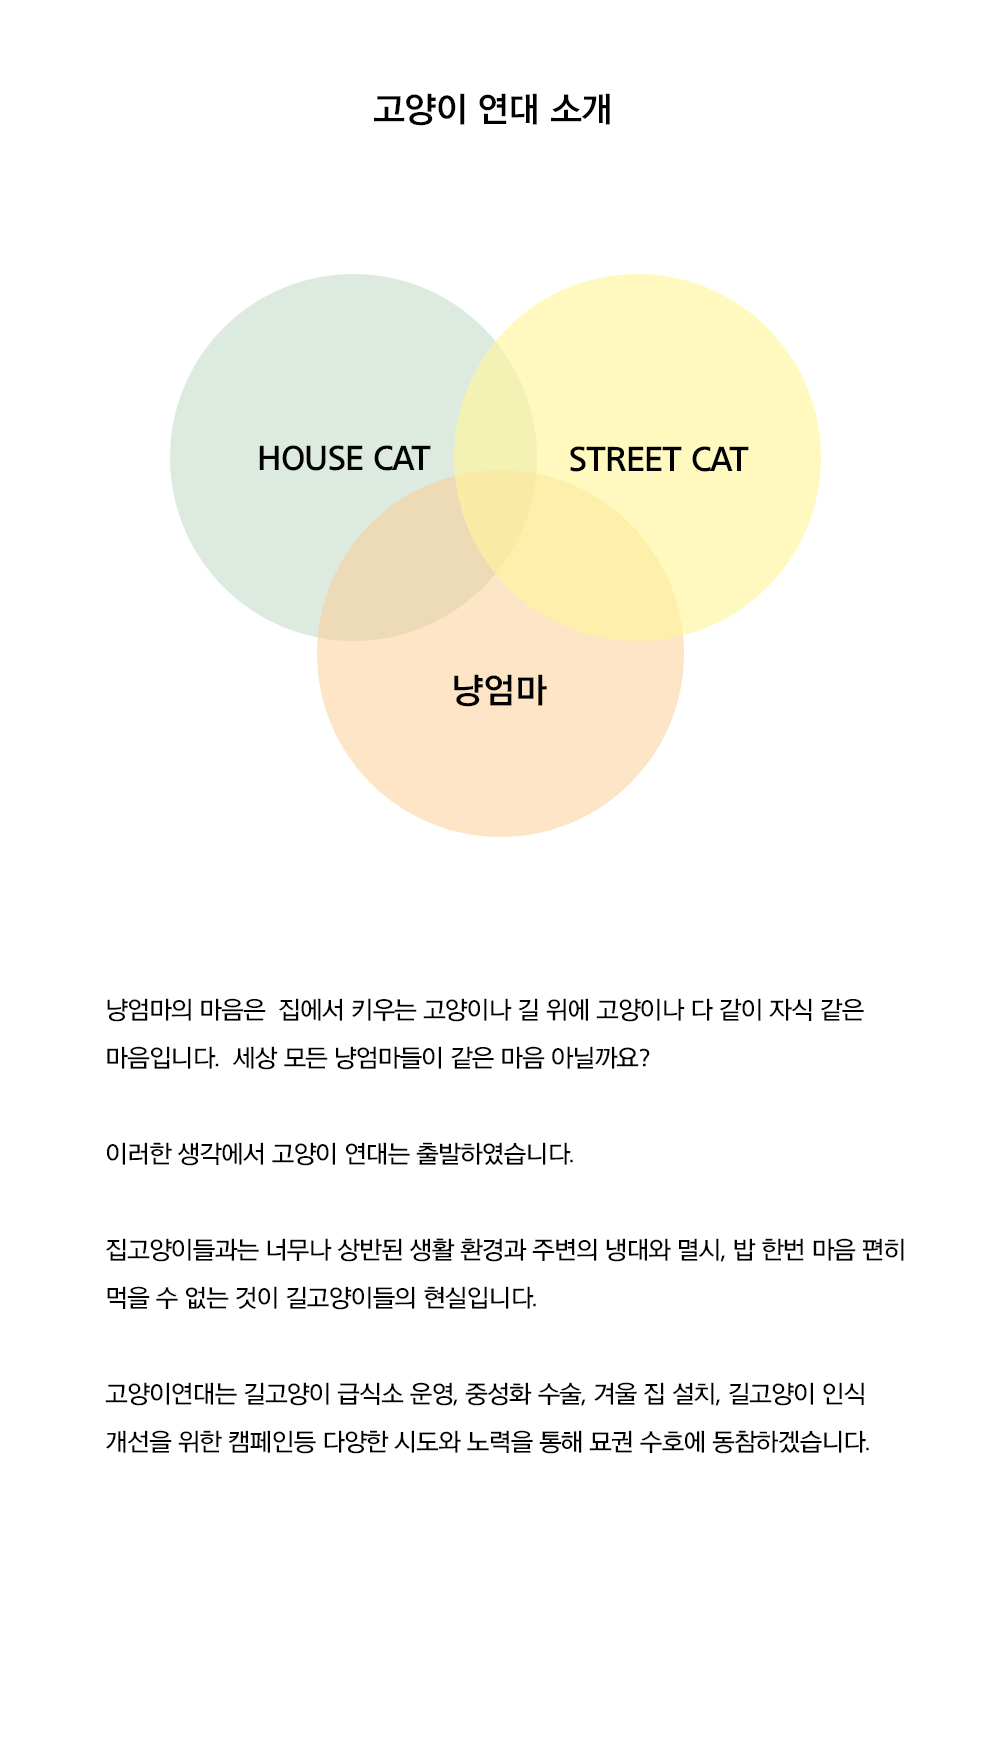 고양이 연대 소개
HOUSE CAT
STREET CAT
냥엄마
냥엄마의 마음은  집에서 키우는 고양이나 길 위에 고양이나 다 같이 자식 같은
마음입니다.  세상 모든 냥엄마들이 같은 마음 아닐까요?
이러한 생각에서 고양이 연대는 출발하였습니다.
집고양이들과는 너무나 상반된 생활 환경과 주변의 냉대와 멸시, 밥 한번 마음 편히
먹을 수 없는 것이 길고양이들의 현실입니다.
고양이연대는 길고양이 급식소 운영, 중성화 수술, 겨울 집 설치, 길고양이 인식
개선을 위한 캠페인등 다양한 시도와 노력을 통해 묘권 수호에 동참하겠습니다.